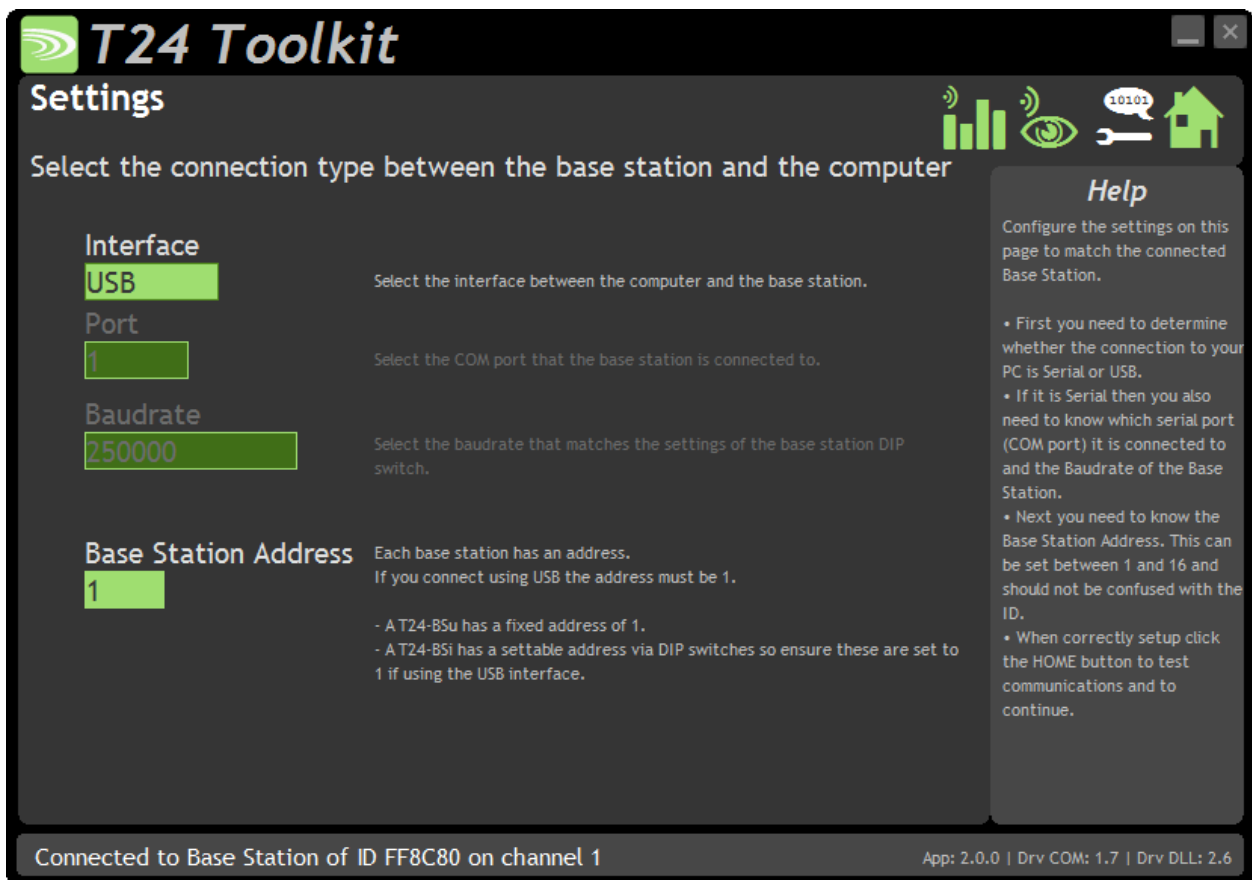 T24 Toolkit
Settings
10101
Select the connection type between the base station and the computer
Interface
USB
Select the interface between the computer and the base station.
Port
1
Select the COM port that the base station is connected to.
Baudrate
250000
Select the baudrate that matches the settings of the base station DIP
switch.
Base Station Address
1
Each base station has an address.
If you connect using USB the address must be 1.
- A T24-BSu has a fixed address of 1.
- A T24-BSi has a settable address via DIP switches so ensure these are set to
1 if using the USB interface.
Help
Configure the settings on this
page to match the connected
Base Station.
• First you need to determine
whether the connection to your
PC is Serial or USB.
• If it is Serial then you also
need to know which serial port
(COM port) it is connected to
and the Baudrate of the Base
Station.
• Next you need to know the
Base Station Address. This can
be set between 1 and 16 and
should not be confused with the
ID.
• When correctly setup click
the HOME button to test
communications and to
continue.
Connected to Base Station of ID FF8C80 on channel 1
App: 2.0.0 | Drv COM: 1.7 | Drv DLL: 2.6